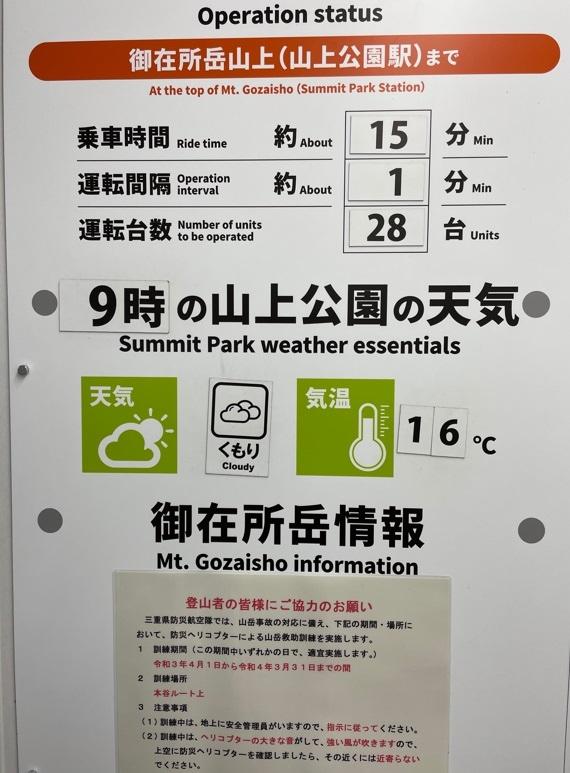 Operation status
御在所岳山上(山上公園駅)まで
At the top of Mt. Gozaisho (Summit Park Station)
乗車時間 Ride time 約 About 15 分 Min
運転間隔 Operation interval 約 About 1 分 Min
運転台数 Number of units to be operated 28 台 Units
9時の山上公園の天気
Summit Park weather essentials
天気 くもり Cloudy 気温 16 ℃
御在所岳情報
Mt. Gozaisho information
登山者の皆様にご協力のお願い
三重県防災航空隊では、山岳事故の対応に備え、下記の期間・場所に
おいて、防災ヘリコプターによる山岳救助訓練を実施します。
1 訓練期間(この期間中いずれかの日で、適宜実施します。)
令和3年4月1日から令和4年3月31日までの間
2 訓練場所
本谷ルート上
3 注意事項
(1)訓練中は、地上に安全管理員がいますので、指示に従ってください。
(2)訓練中は、ヘリコプターの大きな音がして、強い風が吹きますので、
上空に防災ヘリコプターを確認しましたら、その近くには近寄らない
でください。